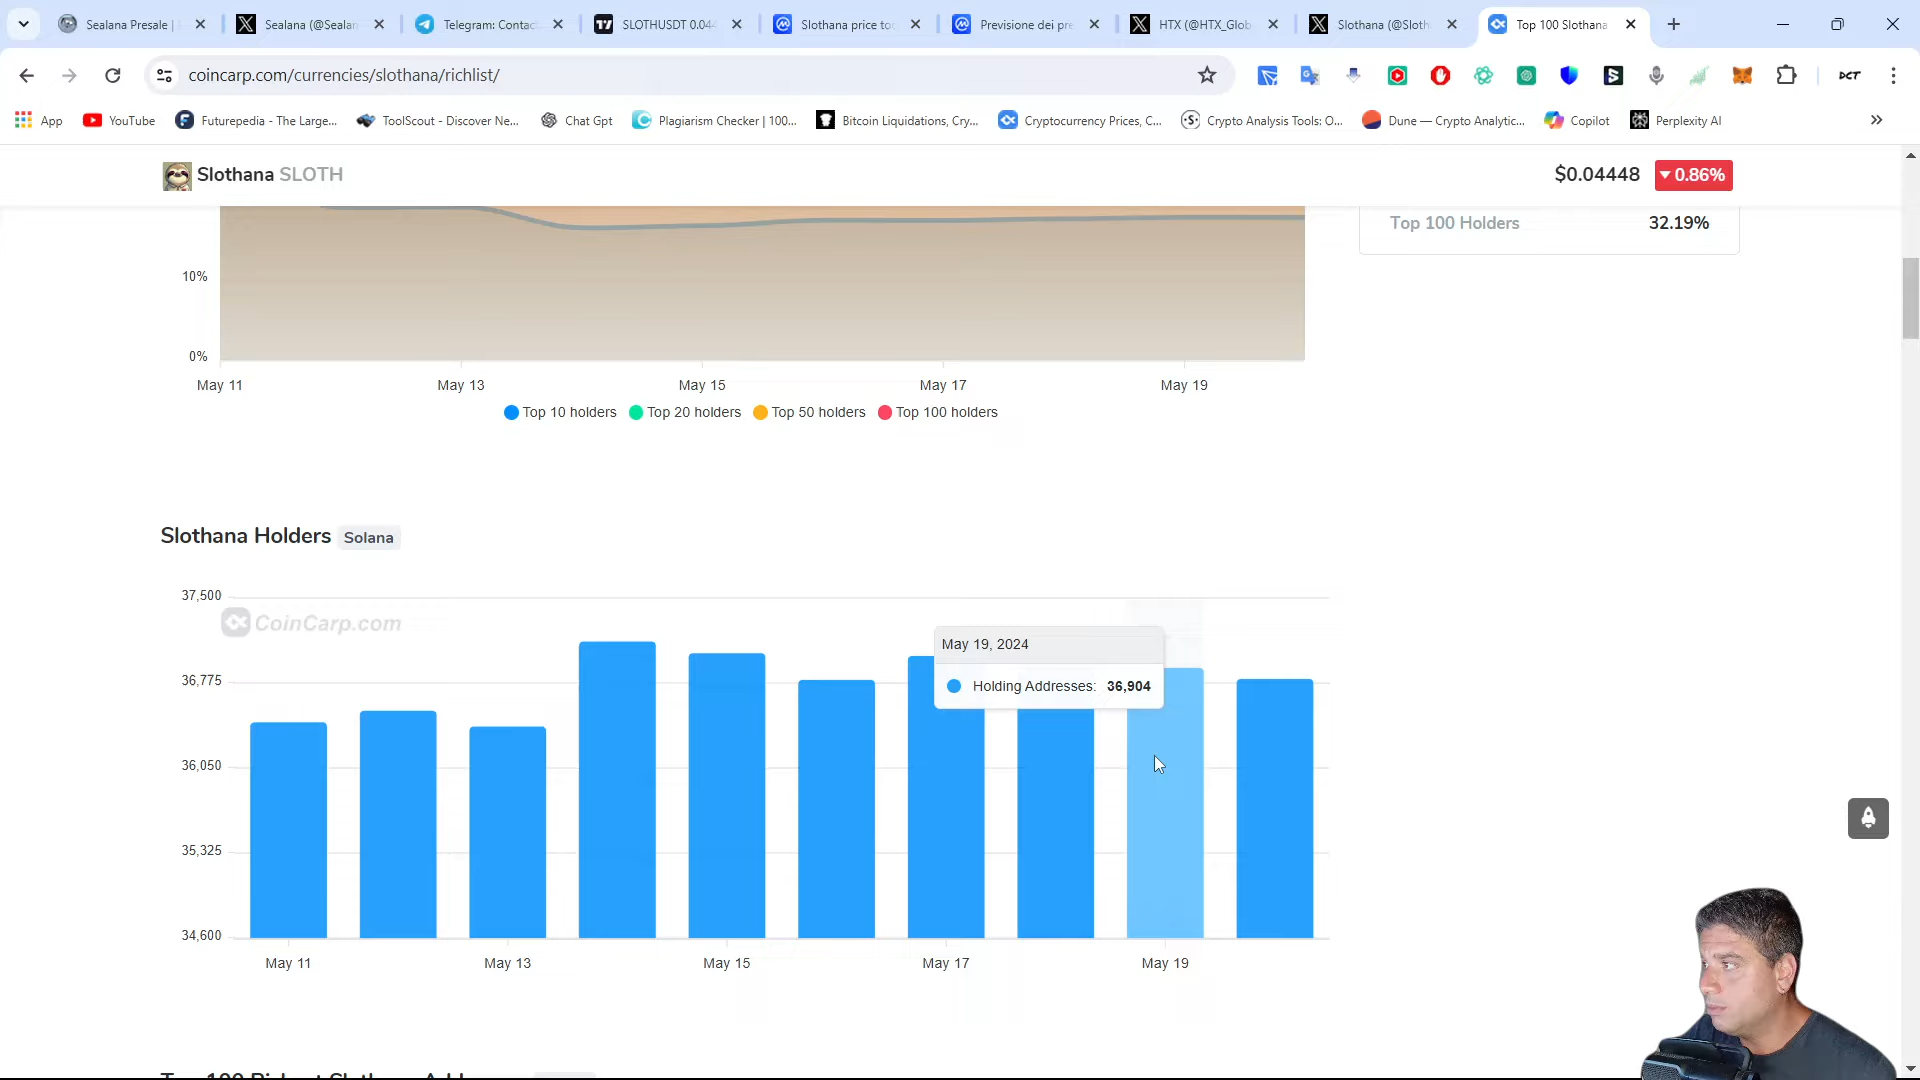 Sealana Presale |
Sealana (@Sealan
Telegram: Contact
SLOTHUSDT 0.044
Slothana price toc
Previsione dei pre
HTX (@HTX_Glob
Slothana (@Sloth
Top 100 Slothana
coincarp.com/currencies/slothana/richlist/
App
YouTube
Futurepedia - The Large...
ToolScout - Discover Ne...
Chat Gpt
Plagiarism Checker | 100...
Bitcoin Liquidations, Cry...
Cryptocurrency Prices, C...
Crypto Analysis Tools: O...
Dune — Crypto Analytic...
Copilot
Perplexity AI
Slothana SLOTH
$0.04448
0.86%
Top 100 Holders 32.19%
10%
0%
May 11 May 13 May 15 May 17 May 19
Top 10 holders Top 20 holders Top 50 holders Top 100 holders
Slothana Holders Solana
37,500
CoinCarp.com
May 19, 2024
36,775
Holding Addresses: 36,904
36,050
35,325
34,600
May 11 May 13 May 15 May 17 May 19